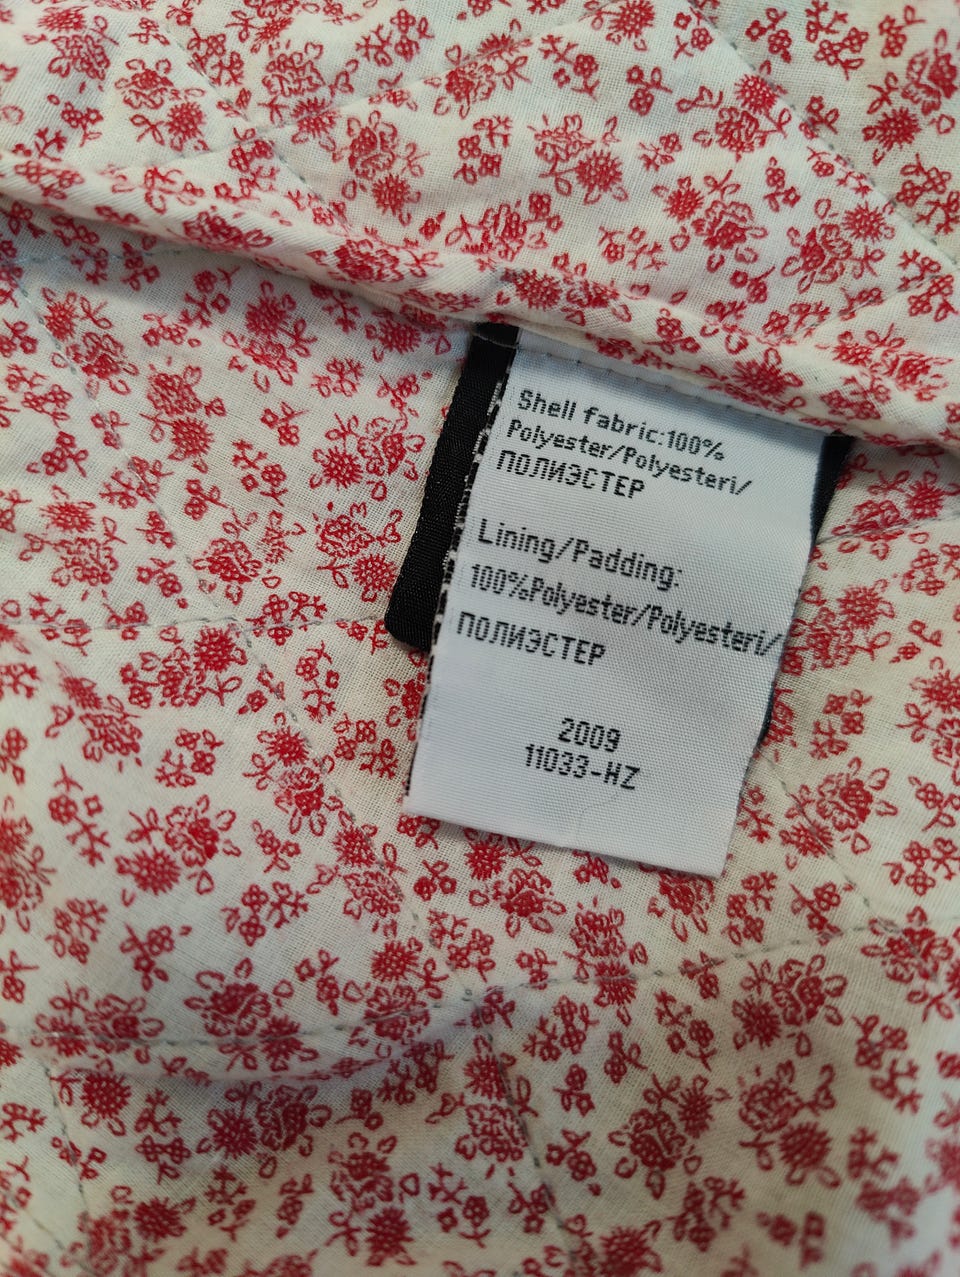 Shell fabric:100%
Polyester/Polyesteri/
ПОЛИЭСТЕР
Lining/Padding:
100%Polyester/Polyesteri/
ПОЛИЭСТЕР
2009
11033-HZ